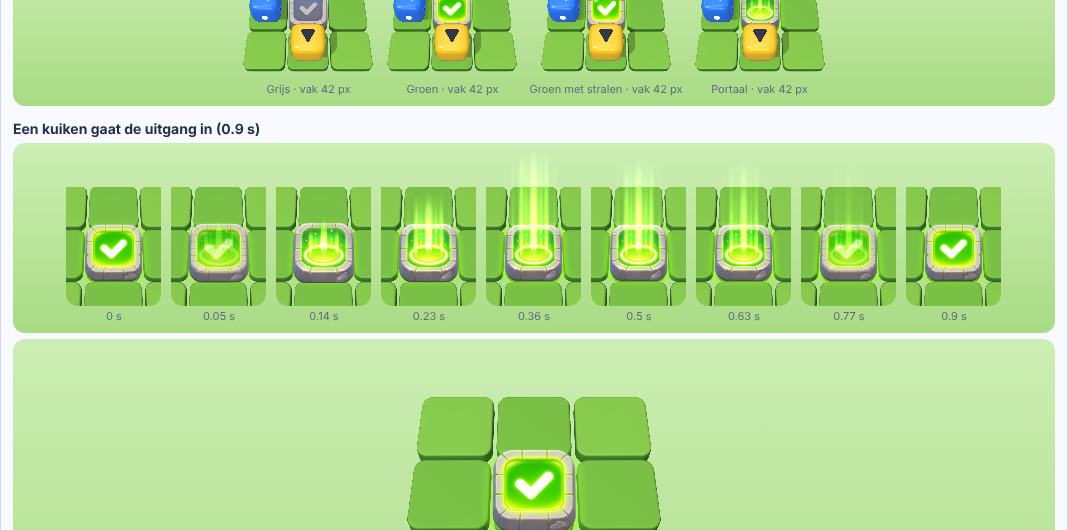 Grijs · vak 42 px
Groen · vak 42 px
Groen met stralen · vak 42 px
Portaal · vak 42 px
Een kuiken gaat de uitgang in (0.9 s)
0 s
0.05 s
0.14 s
0.23 s
0.36 s
0.5 s
0.63 s
0.77 s
0.9 s